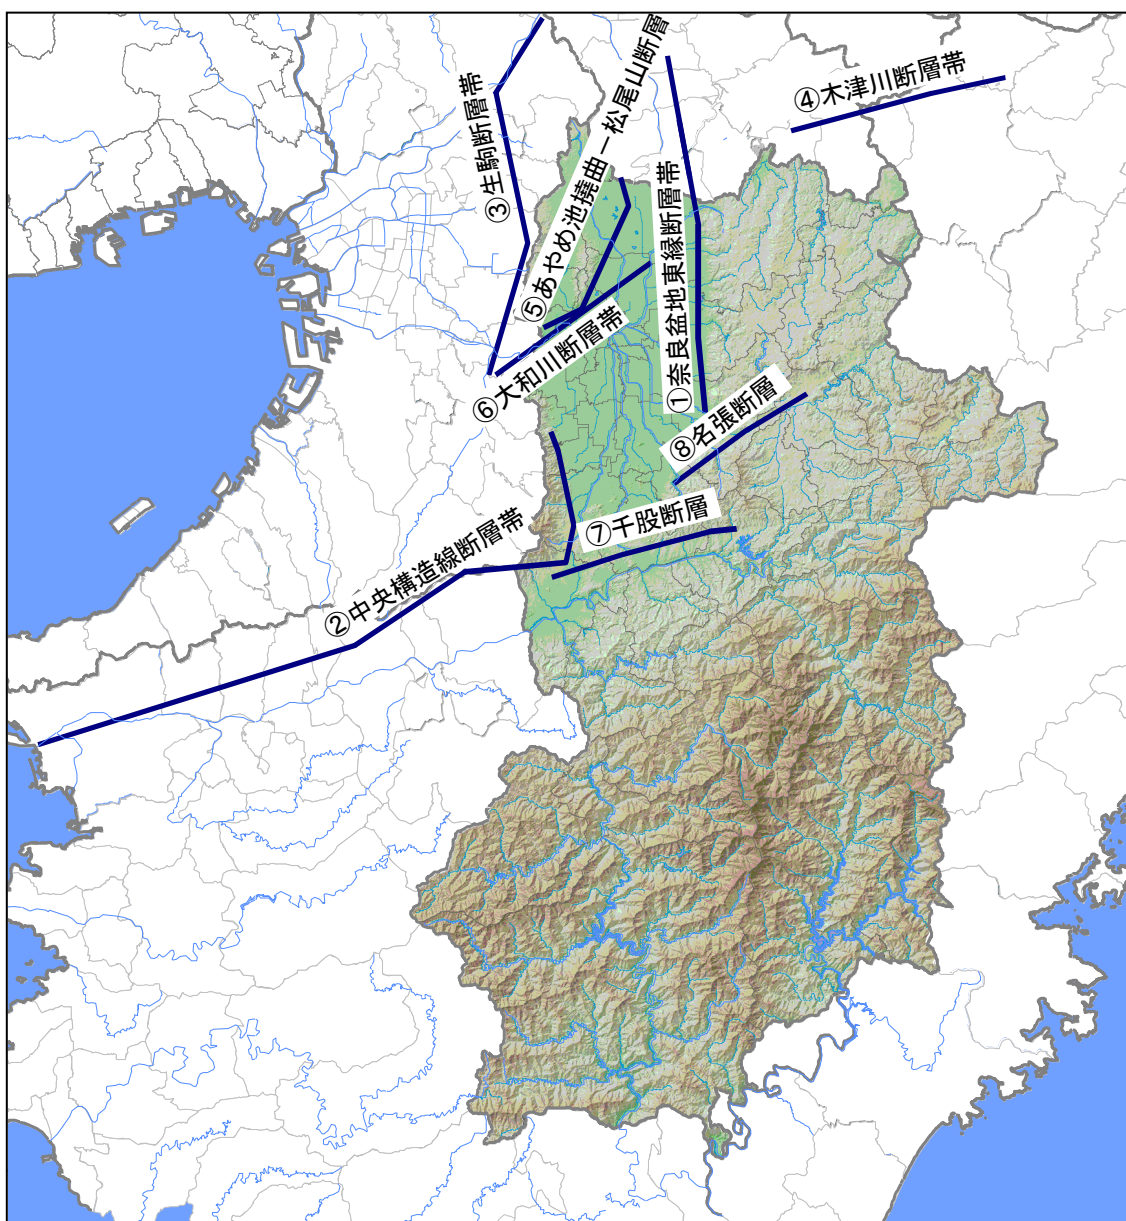 ④木津川断層帯
③生駒断層帯
⑤あやめ池撓曲－松尾山断層
①奈良盆地東縁断層帯
⑥大和川断層帯
⑧名張断層
⑦千股断層
②中央構造線断層帯